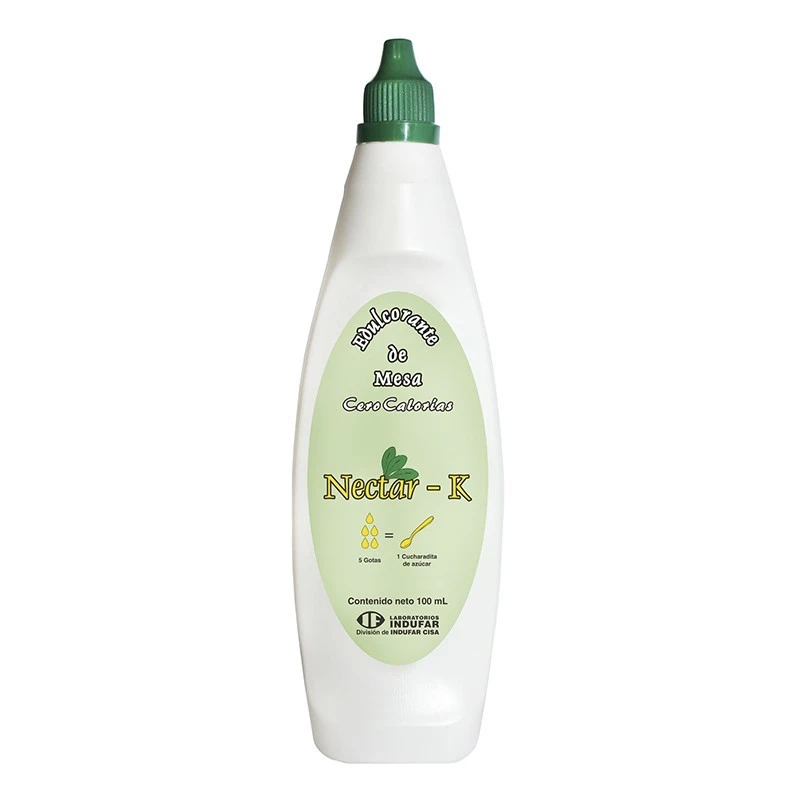 Edulcorante
de
Mesa
Cero Calorias
Nectar - K
=
5 Gotas
1 Cucharadita
de azúcar
Contenido neto 100 mL
LABORATORIOS
INDUFAR
División de INDUFAR CISA